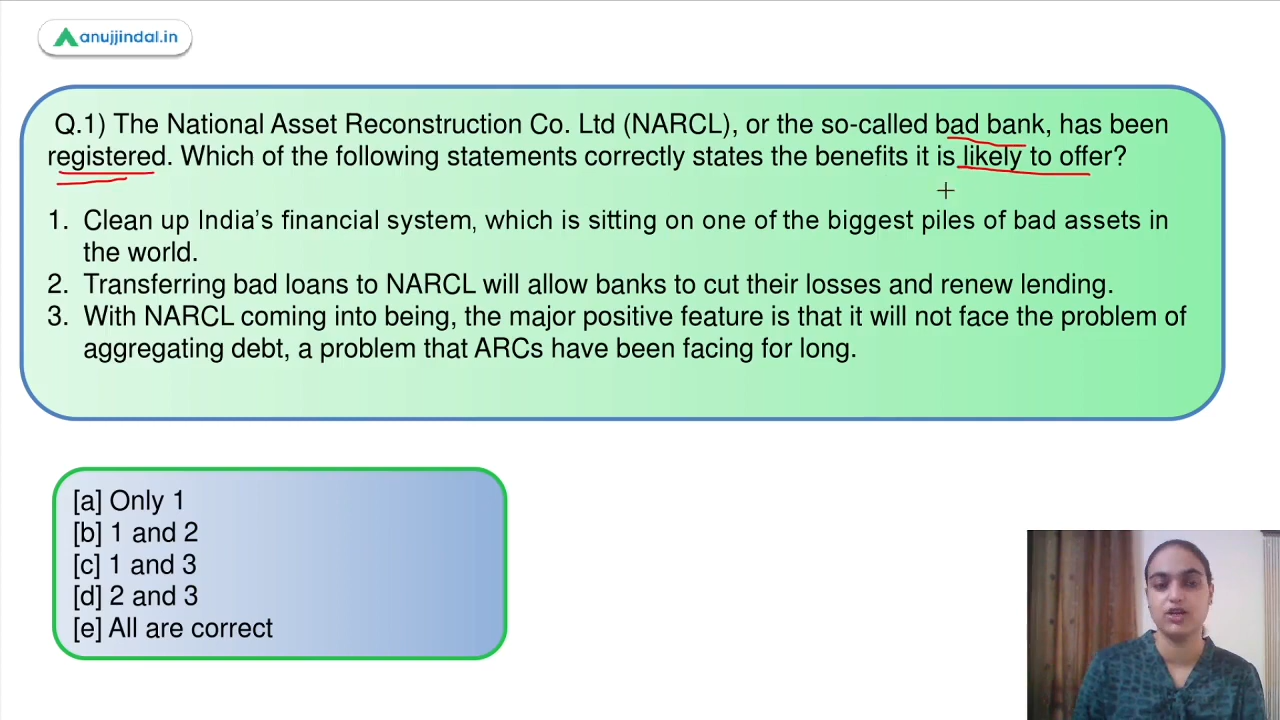 anujjindal.in
Q.1) The National Asset Reconstruction Co. Ltd (NARCL), or the so-called bad bank, has been
registered. Which of the following statements correctly states the benefits it is likely to offer?
1. Clean up India’s financial system, which is sitting on one of the biggest piles of bad assets in
the world.
2. Transferring bad loans to NARCL will allow banks to cut their losses and renew lending.
3. With NARCL coming into being, the major positive feature is that it will not face the problem of
aggregating debt, a problem that ARCs have been facing for long.
[a] Only 1
[b] 1 and 2
[c] 1 and 3
[d] 2 and 3
[e] All are correct